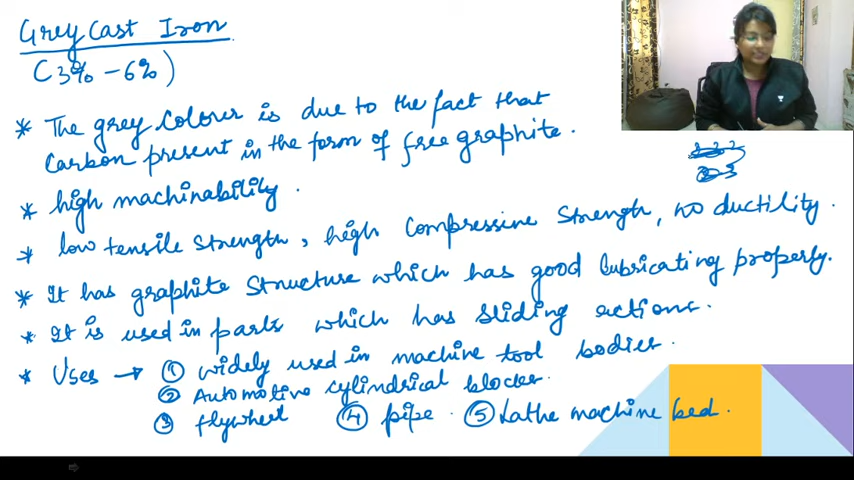 Grey Cast Iron
(3% - 6%)
* The grey colour is due to the fact that
carbon present in the form of free graphite.
* high machinability.
* low tensile strength, high compressive strength, no ductility.
* It has graphite structure which has good lubricating property.
* It is used in parts which has sliding actions.
* Uses → ① widely used in machine tool bodies.
② Automotive cylindrical blocks.
③ flywheel ④ pipe. ⑤ Lathe machine bed.